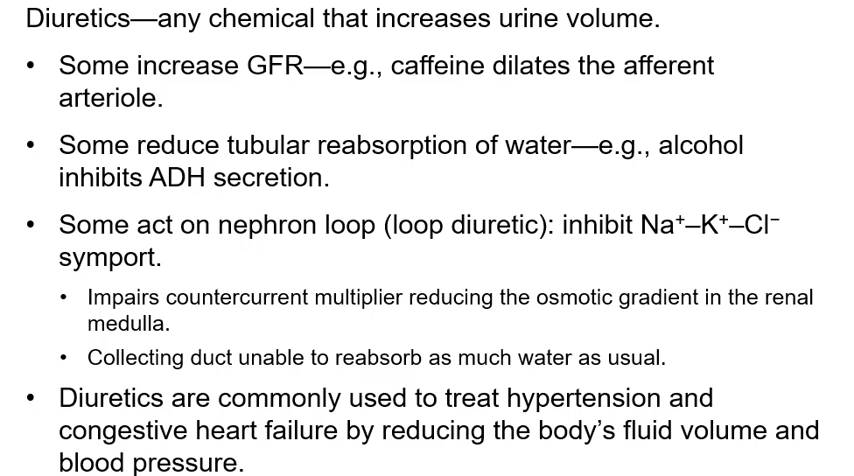 Diuretics—any chemical that increases urine volume.
• Some increase GFR—e.g., caffeine dilates the afferent
arteriole.
• Some reduce tubular reabsorption of water—e.g., alcohol
inhibits ADH secretion.
• Some act on nephron loop (loop diuretic): inhibit Na⁺–K⁺–Cl⁻
symport.
• Impairs countercurrent multiplier reducing the osmotic gradient in the renal
medulla.
• Collecting duct unable to reabsorb as much water as usual.
• Diuretics are commonly used to treat hypertension and
congestive heart failure by reducing the body’s fluid volume and
blood pressure.